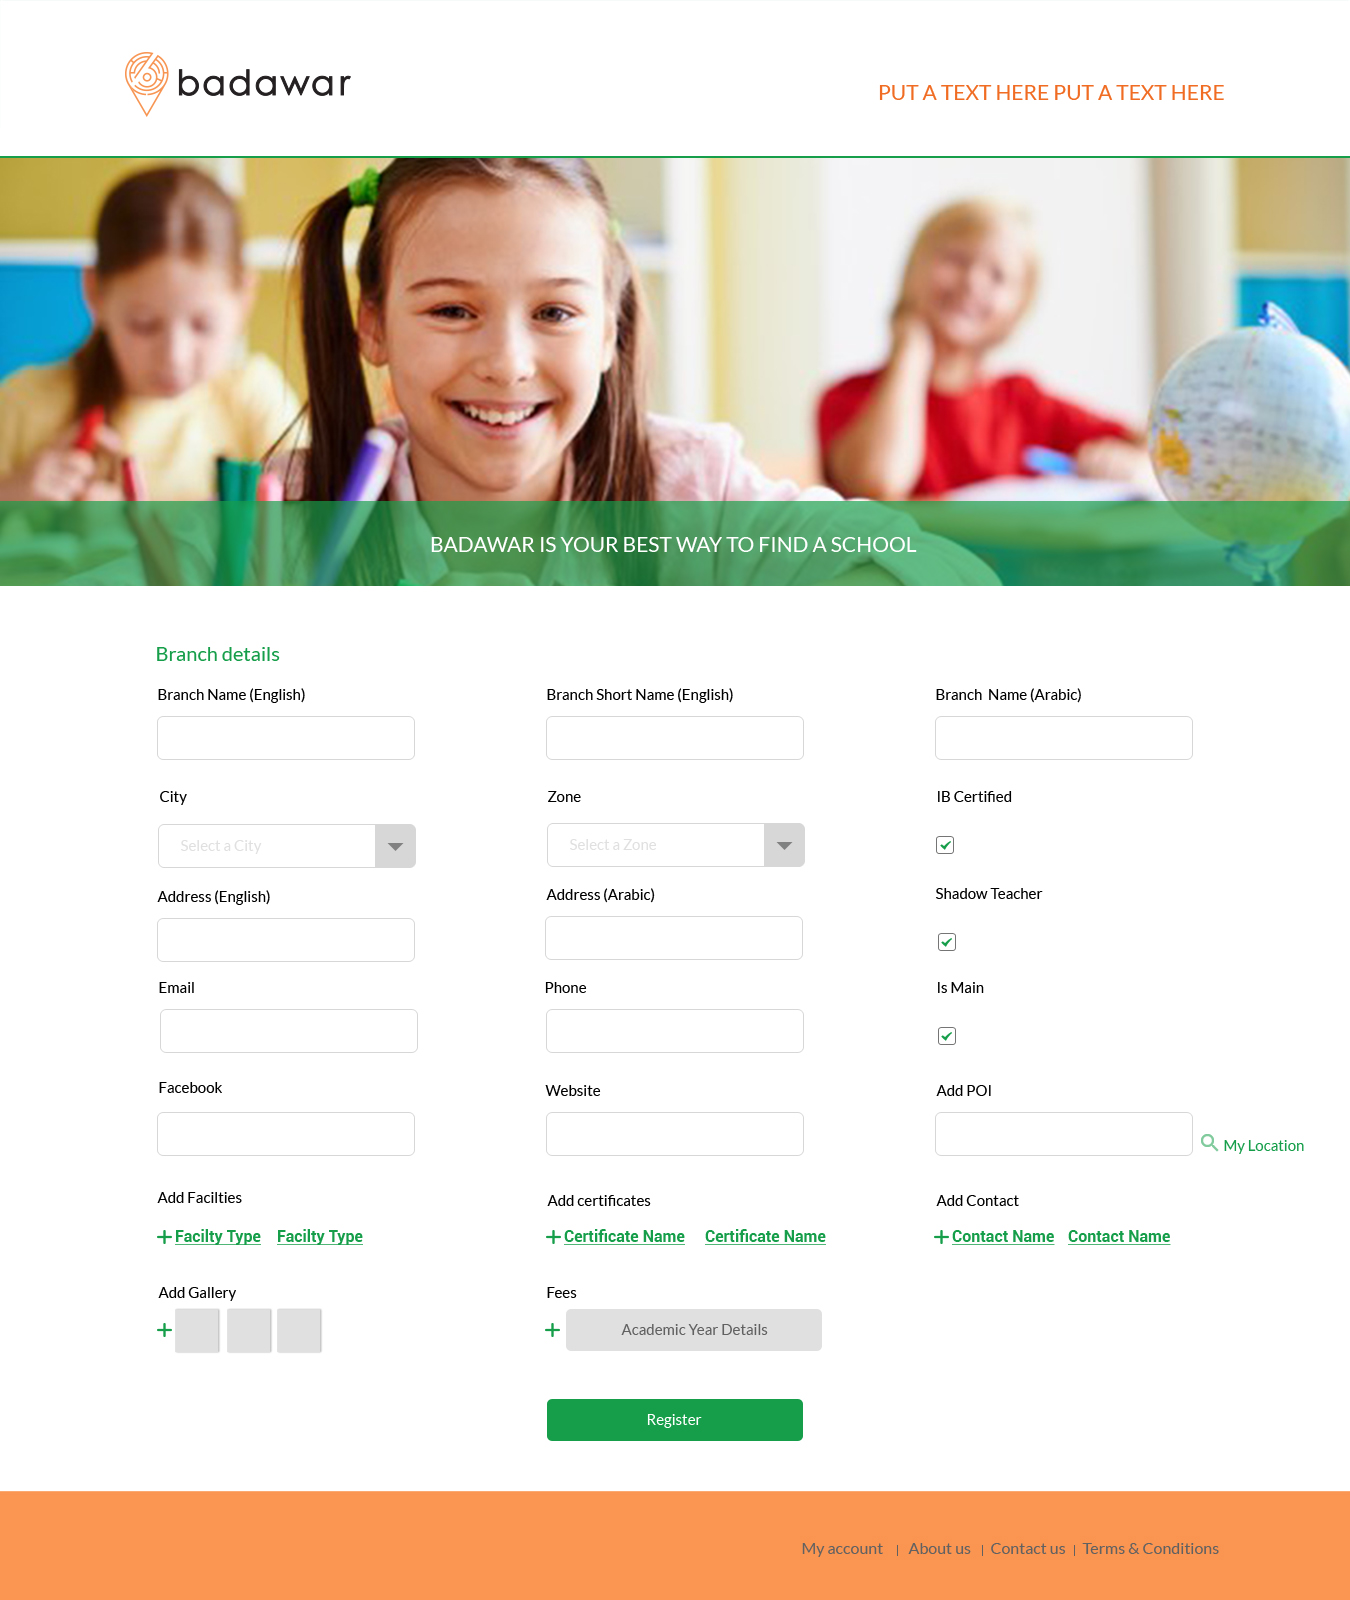 badawar
PUT A TEXT HERE PUT A TEXT HERE
BADAWAR IS YOUR BEST WAY TO FIND A SCHOOL
Branch details
Branch Name (English)
Branch Short Name (English)
Branch  Name (Arabic)
City
Zone
IB Certified
Select a City
Select a Zone
Address (English)
Address (Arabic)
Shadow Teacher
Email
Phone
Is Main
Facebook
Website
Add POI
My Location
Add Facilties
Add certificates
Add Contact
Facilty Type Facilty Type
Certificate Name Certificate Name
Contact Name Contact Name
Add Gallery
Fees
Academic Year Details
Register
My account | About us | Contact us | Terms & Conditions